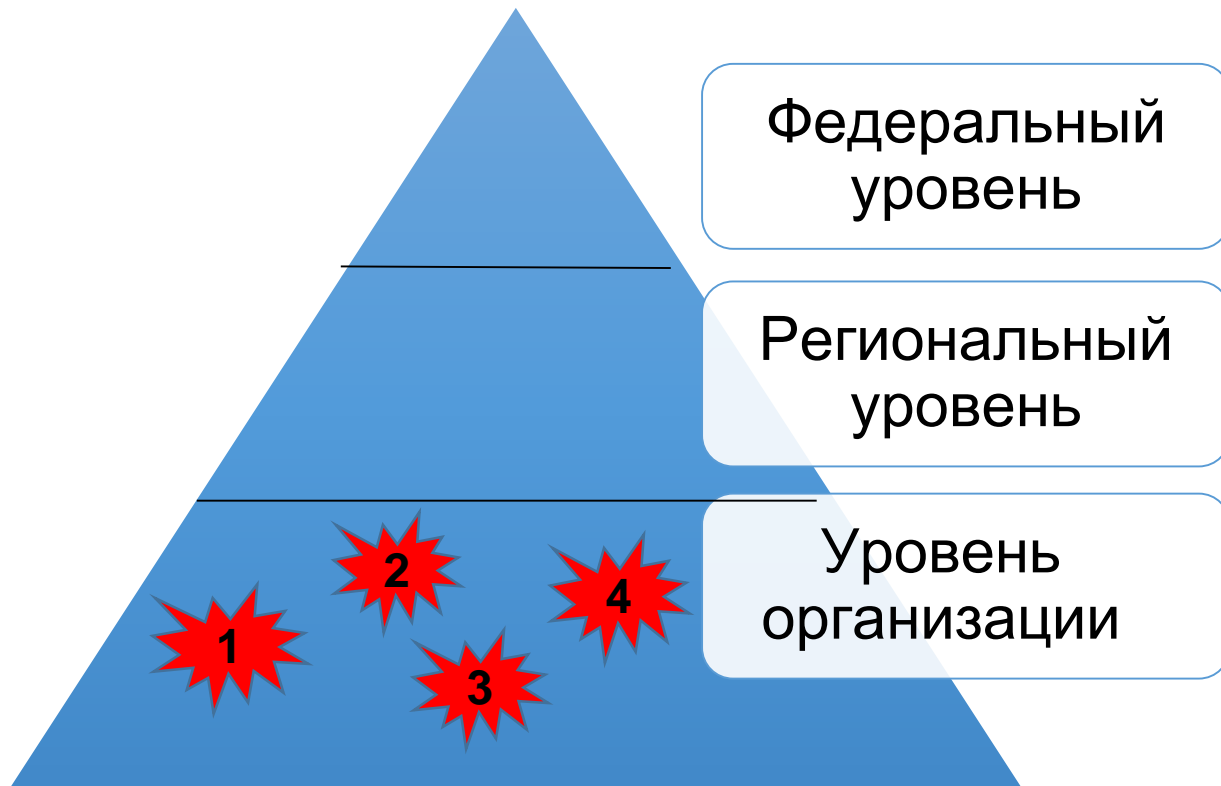 Федеральный
уровень
Региональный
уровень
Уровень
организации
2
4
1
3